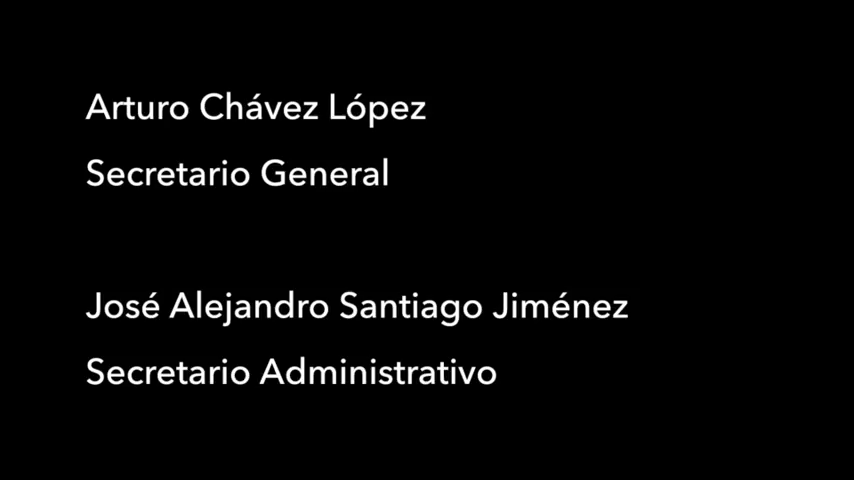 Arturo Chávez López
Secretario General
José Alejandro Santiago Jiménez
Secretario Administrativo